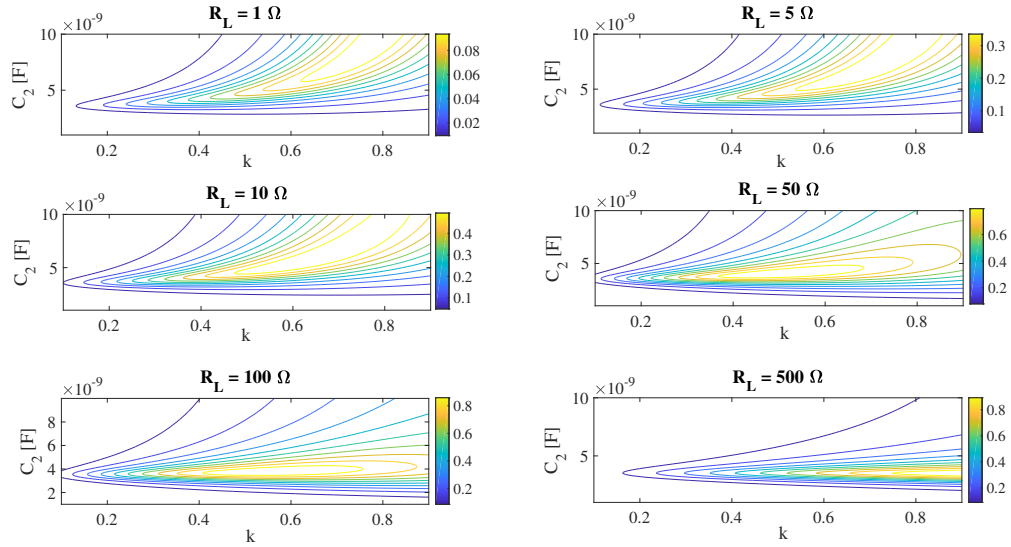 R_L = 1 Ω
×10^-9
10
5
C_2 [F]
0.2 0.4 0.6 0.8
k
0.08
0.06
0.04
0.02
R_L = 5 Ω
×10^-9
10
5
C_2 [F]
0.2 0.4 0.6 0.8
k
0.3
0.2
0.1
R_L = 10 Ω
×10^-9
10
5
C_2 [F]
0.2 0.4 0.6 0.8
k
0.4
0.3
0.2
0.1
R_L = 50 Ω
×10^-9
10
5
C_2 [F]
0.2 0.4 0.6 0.8
k
0.6
0.4
0.2
R_L = 100 Ω
×10^-9
8
6
4
2
C_2 [F]
0.2 0.4 0.6 0.8
k
0.8
0.6
0.4
0.2
R_L = 500 Ω
×10^-9
10
5
C_2 [F]
0.2 0.4 0.6 0.8
k
0.8
0.6
0.4
0.2